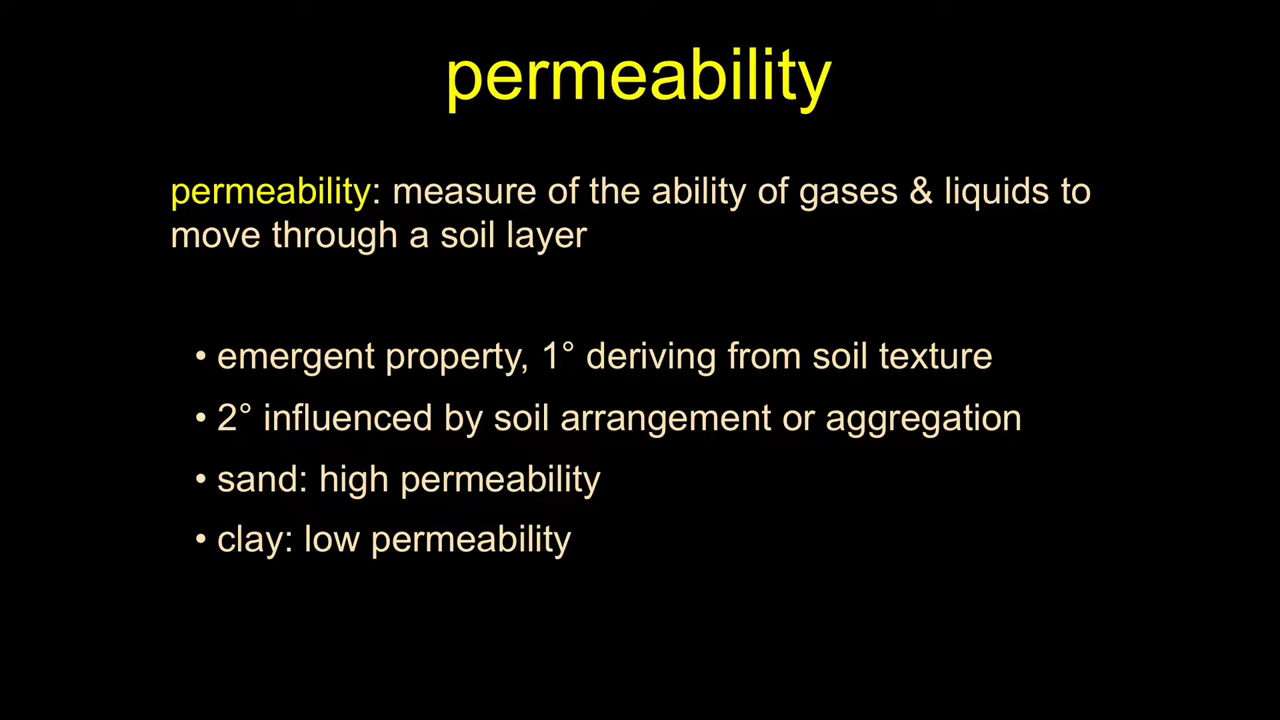 permeability
permeability: measure of the ability of gases & liquids to
move through a soil layer
• emergent property, 1° deriving from soil texture
• 2° influenced by soil arrangement or aggregation
• sand: high permeability
• clay: low permeability